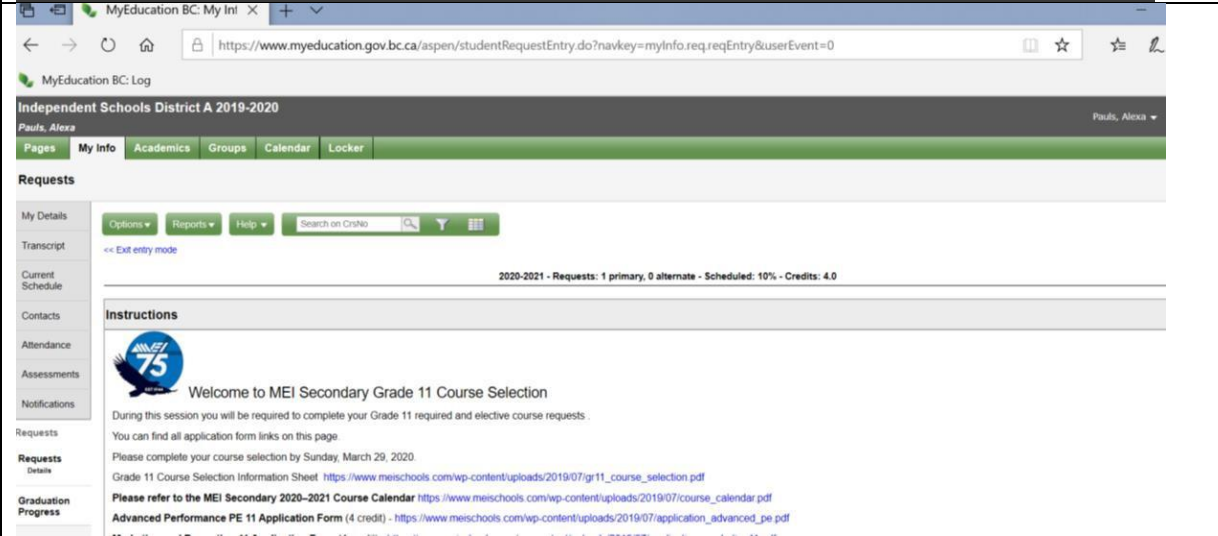 MyEducation BC: My Inf
https://www.myeducation.gov.bc.ca/aspen/studentRequestEntry.do?navkey=myInfo.req.reqEntry&userEvent=0
MyEducation BC: Log
Independent Schools District A 2019-2020
Pauls, Alexa
Pauls, Alexa
Pages My Info Academics Groups Calendar Locker
Requests
My Details
Transcript
Current
Schedule
Contacts
Attendance
Assessments
Notifications
Requests
Requests
Details
Graduation
Progress
Options Reports Help Search on CrsNo
<< Exit entry mode
2020-2021 - Requests: 1 primary, 0 alternate - Scheduled: 10% - Credits: 4.0
Instructions
MEI
75
Welcome to MEI Secondary Grade 11 Course Selection
During this session you will be required to complete your Grade 11 required and elective course requests .
You can find all application form links on this page.
Please complete your course selection by Sunday, March 29, 2020.
Grade 11 Course Selection Information Sheet https://www.meischools.com/wp-content/uploads/2019/07/gr11_course_selection.pdf
Please refer to the MEI Secondary 2020–2021 Course Calendar https://www.meischools.com/wp-content/uploads/2019/07/course_calendar.pdf
Advanced Performance PE 11 Application Form (4 credit) - https://www.meischools.com/wp-content/uploads/2019/07/application_advanced_pe.pdf